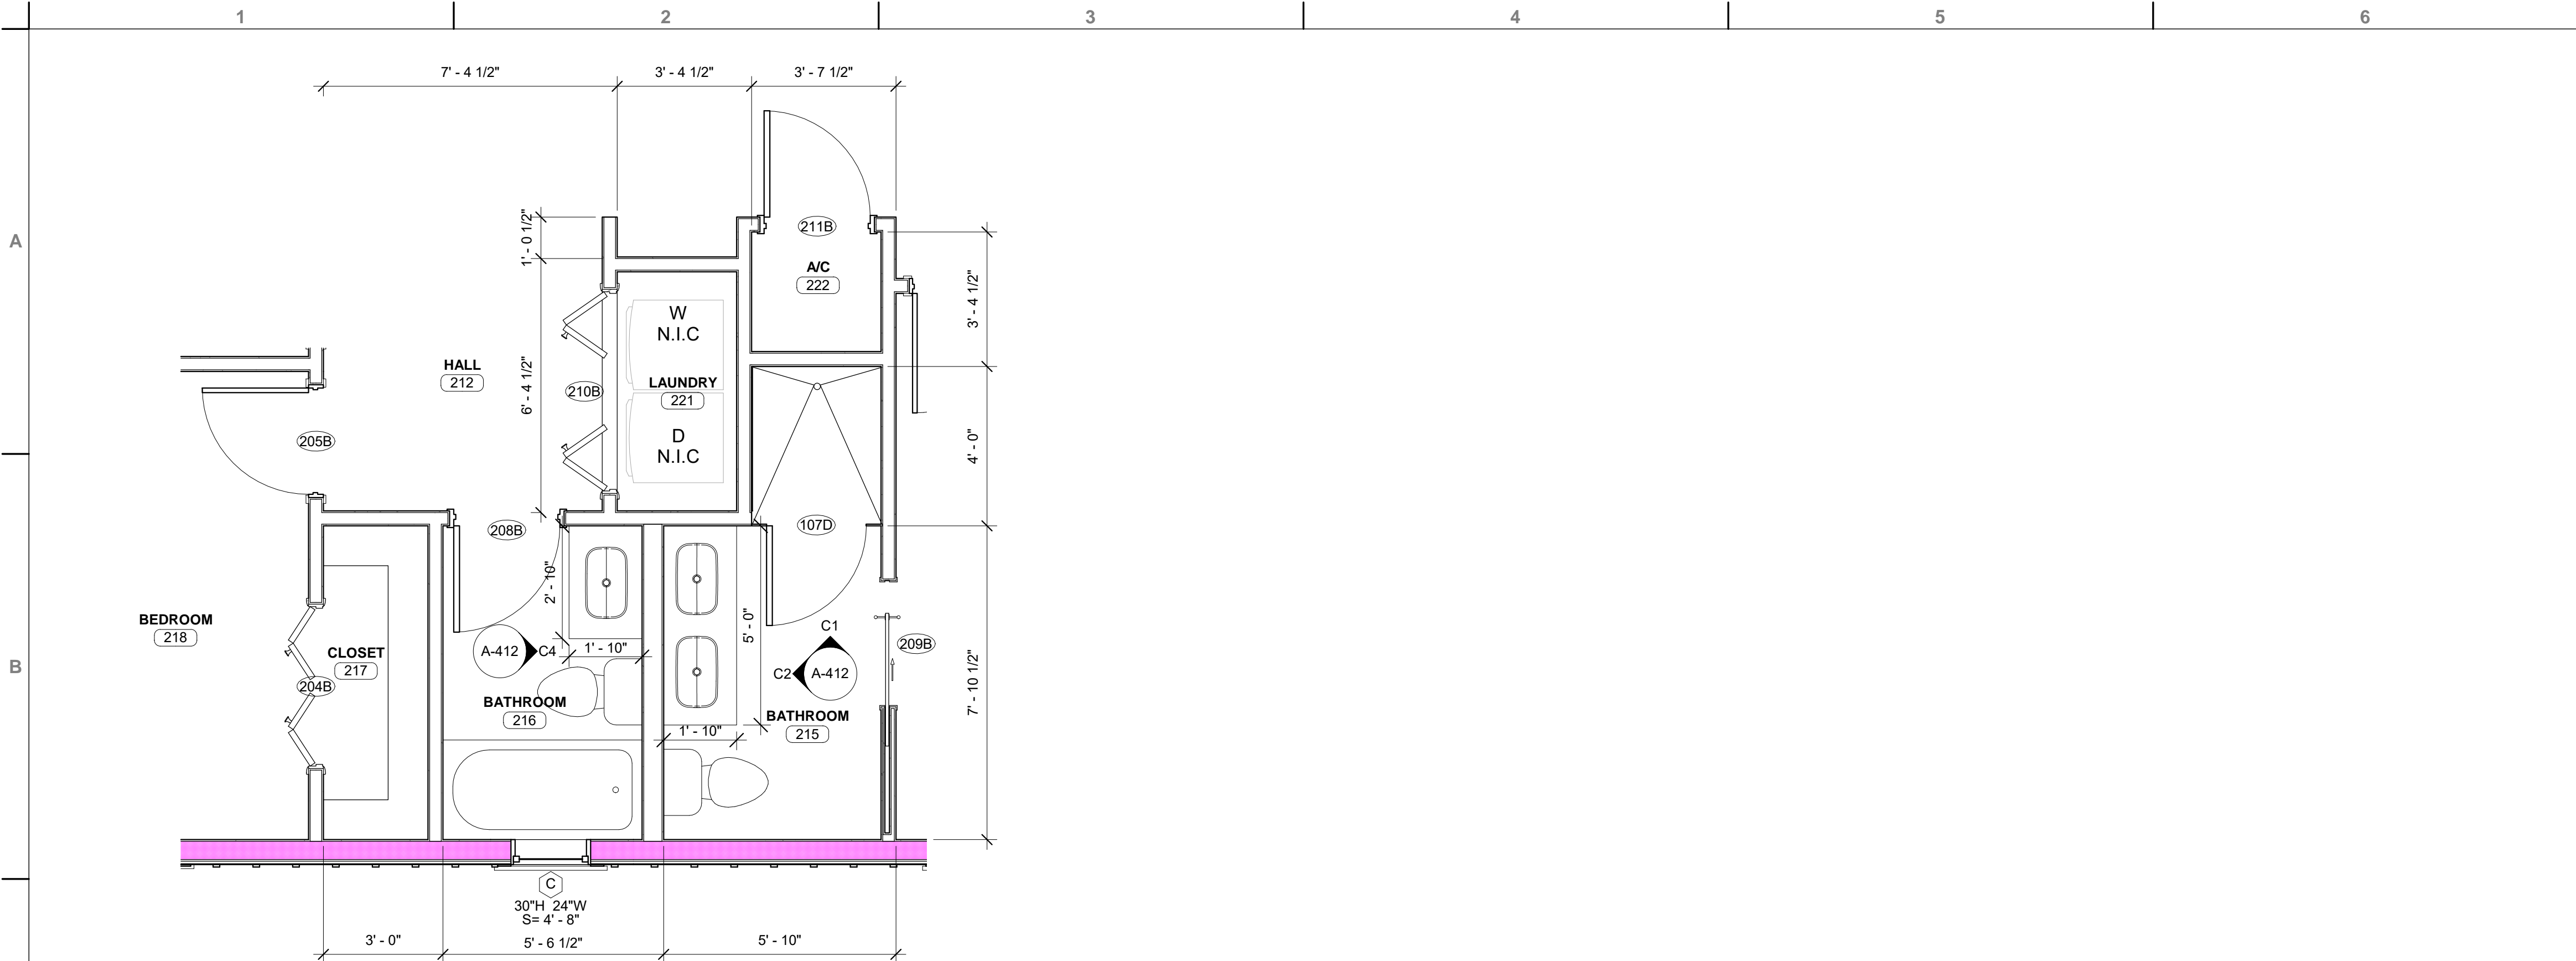 1
2
3
4
5
6
7' - 4 1/2"
3' - 4 1/2"
3' - 7 1/2"
A
1' - 0 1/2"
211B
A/C
222
3' - 4 1/2"
W
N.I.C
HALL
212
6' - 4 1/2"
210B
LAUNDRY
221
D
N.I.C
205B
4' - 0"
208B
107D
2' - 10"
5' - 0"
BEDROOM
218
B
CLOSET
217
204B
A-412
C4
1' - 10"
C1
C2
A-412
209B
BATHROOM
216
BATHROOM
215
1' - 10"
7' - 10 1/2"
C
30"H 24"W
S= 4' - 8"
3' - 0"
5' - 6 1/2"
5' - 10"